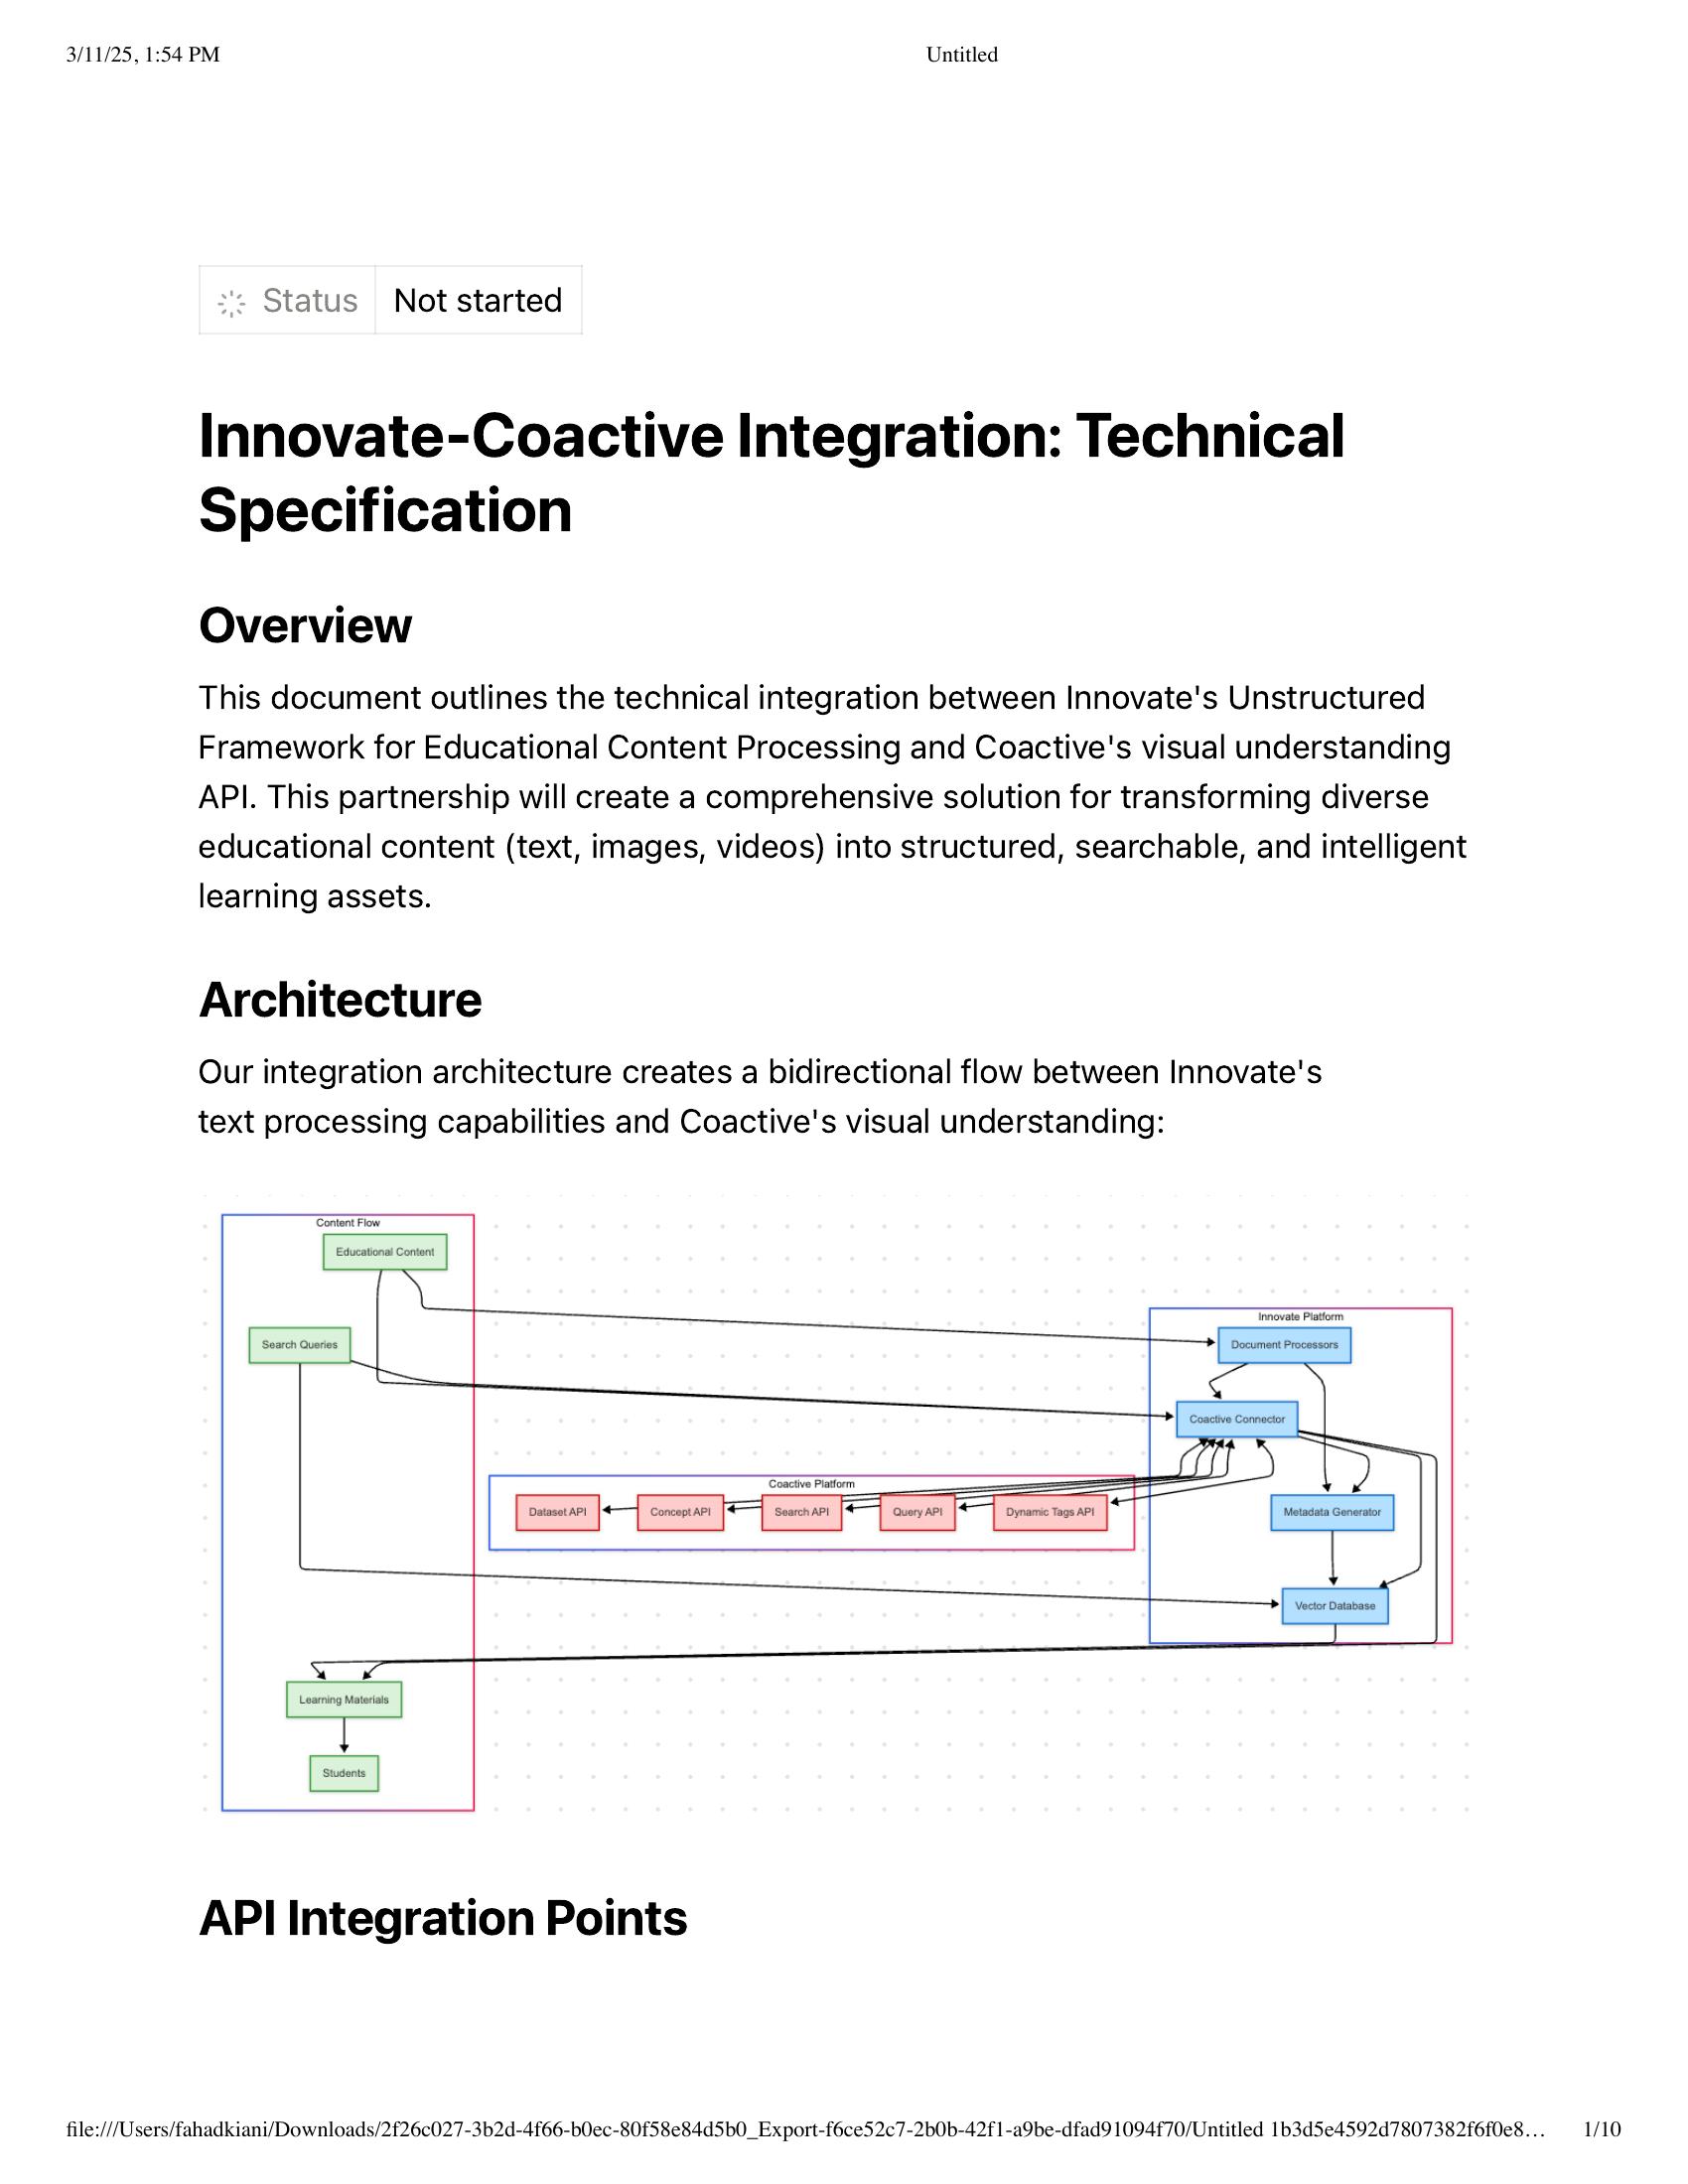 3/11/25, 1:54 PM
Untitled
Status
Not started
Innovate-Coactive Integration: Technical
Specification
Overview
This document outlines the technical integration between Innovate's Unstructured
Framework for Educational Content Processing and Coactive's visual understanding
API. This partnership will create a comprehensive solution for transforming diverse
educational content (text, images, videos) into structured, searchable, and intelligent
learning assets.
Architecture
Our integration architecture creates a bidirectional flow between Innovate's
text processing capabilities and Coactive's visual understanding:
Content Flow
Educational Content
Search Queries
Innovate Platform
Document Processors
Coactive Connector
Coactive Platform
Dataset API
Concept API
Search API
Query API
Dynamic Tags API
Metadata Generator
Vector Database
Learning Materials
Students
API Integration Points
file:///Users/fahadkiani/Downloads/2f26c027-3b2d-4f66-b0ec-80f58e84d5b0_Export-f6ce52c7-2b0b-42f1-a9be-dfad91094f70/Untitled 1b3d5e4592d7807382f6f0e8…
1/10